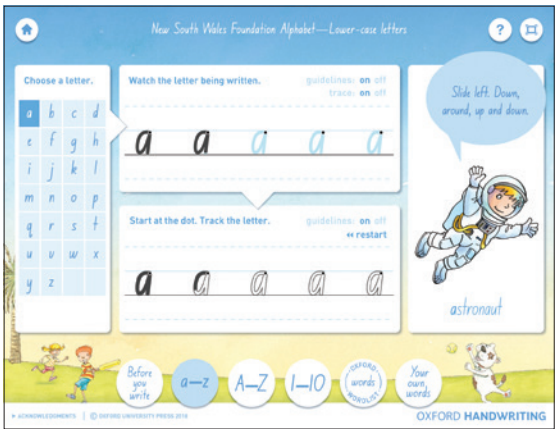 New South Wales Foundation Alphabet—Lower-case letters
?
Choose a letter.
a b c d
e f g h
i j k l
m n o p
q r s t
u v w x
y z
Watch the letter being written.
guidelines: on off
trace: on off
a a a a a
Start at the dot. Track the letter.
guidelines: on off
« restart
a a a a a
Slide left. Down,
around, up and down.
astronaut
Before
you
write
a–z
A–Z
1–10
OXFORD
words
WORDLIST
Your
own
words
▸ ACKNOWLEDGMENTS | © OXFORD UNIVERSITY PRESS 2018
OXFORD HANDWRITING